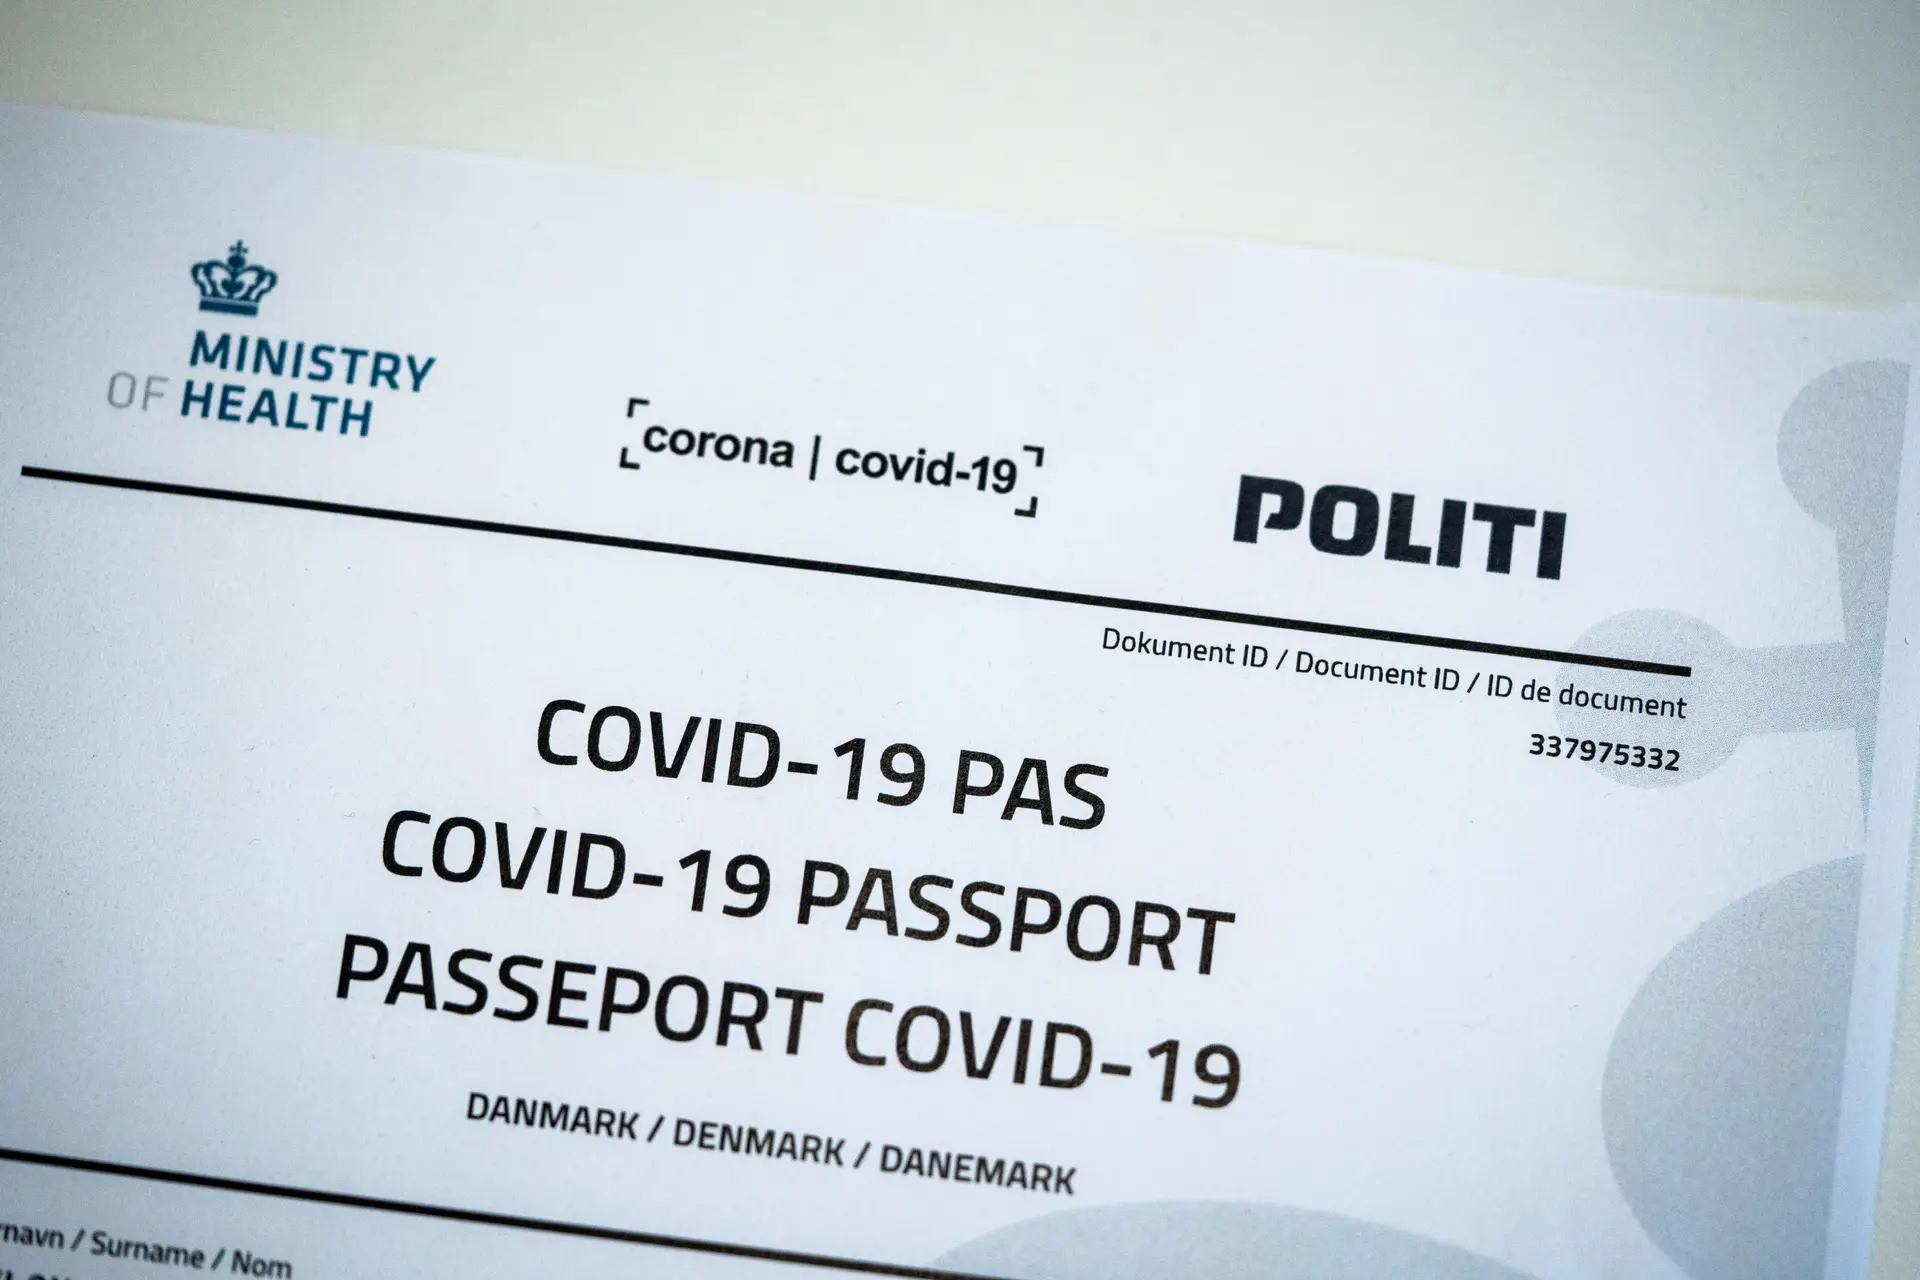 MINISTRY
OF HEALTH
corona | covid-19
POLITI
Dokument ID / Document ID / ID de document
337975332
COVID-19 PAS
COVID-19 PASSPORT
PASSEPORT COVID-19
DANMARK / DENMARK / DANEMARK
/ Surname / Nom